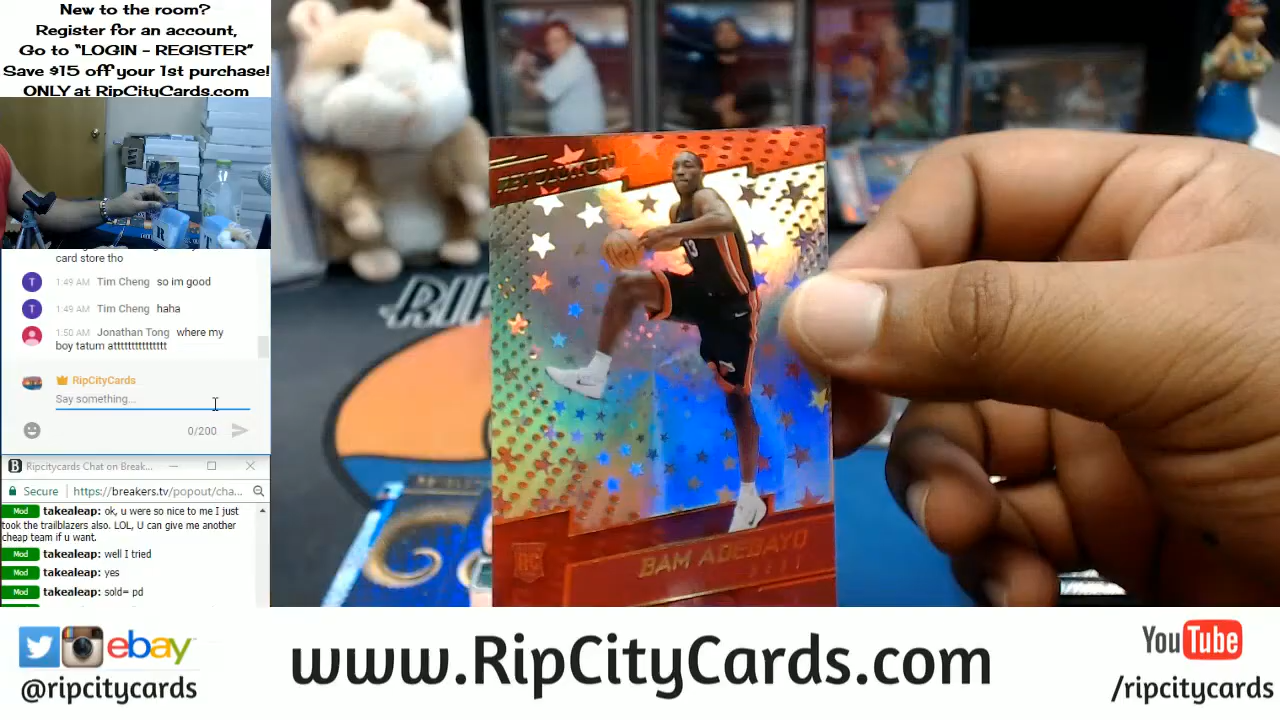 New to the room?
Register for an account,
Go to “LOGIN - REGISTER”
Save $15 off your 1st purchase!
ONLY at RipCityCards.com
card store tho
T 1:49 AM Tim Cheng so im good
T 1:49 AM Tim Cheng haha
1:50 AM Jonathan Tong where my
boy tatum attttttttttttttt
RipCityCards
Say something...
0/200
Ripcitycards Chat on Break...
Secure https://breakers.tv/popout/cha...
Mod takealeap: ok, u were so nice to me I just
took the trailblazers also. LOL, U can give me another
cheap team if u want.
Mod takealeap: well I tried
Mod takealeap: yes
Mod takealeap: sold= pd
REVOLUTION
13
RC
BAM ADEBAYO
ebay
@ripcitycards
www.RipCityCards.com
YouTube
/ripcitycards